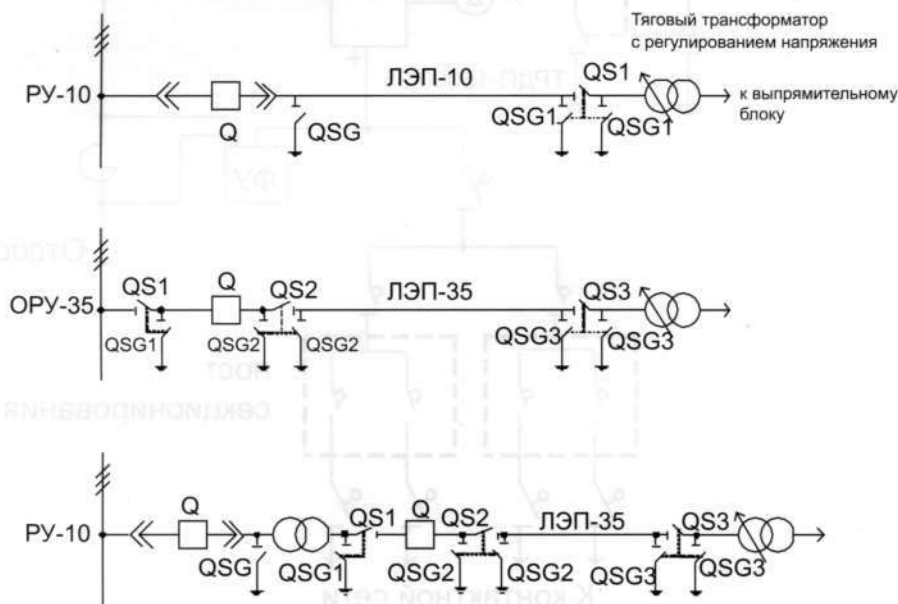 Тяговый трансформатор
с регулированием напряжения
РУ-10
Q
QSG
ЛЭП-10
QSG1
QS1
QSG1
к выпрямительному
блоку
ОРУ-35
QS1
QSG1
Q
QS2
QSG2
QSG2
ЛЭП-35
QSG3
QS3
QSG3
РУ-10
Q
QSG
QS1
QSG1
Q
QS2
QSG2
QSG2
ЛЭП-35
QSG3
QS3
QSG3